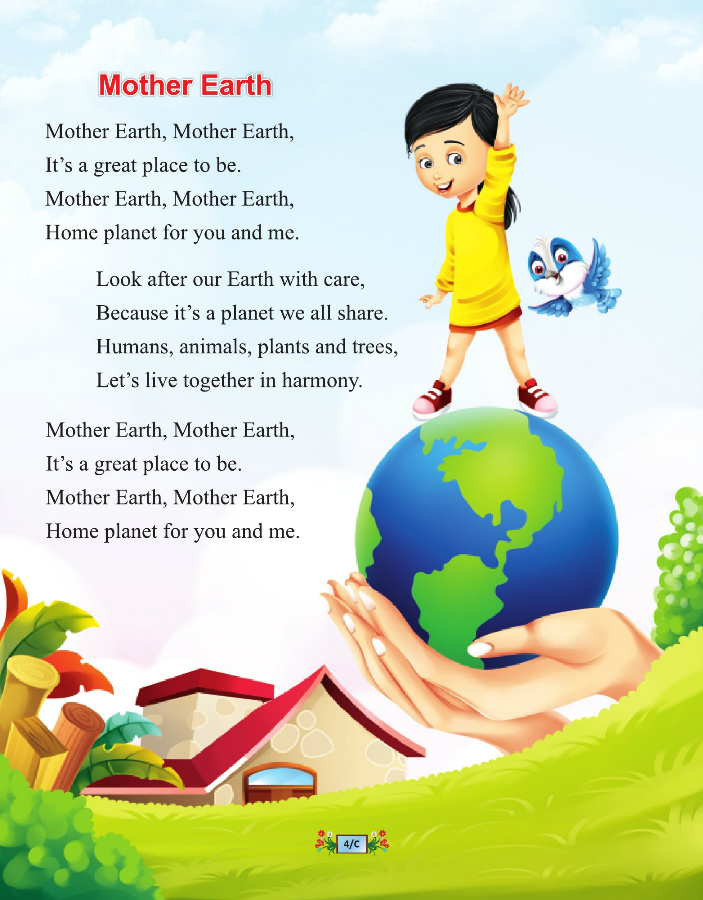 Mother Earth
Mother Earth, Mother Earth,
It’s a great place to be.
Mother Earth, Mother Earth,
Home planet for you and me.
Look after our Earth with care,
Because it’s a planet we all share.
Humans, animals, plants and trees,
Let’s live together in harmony.
Mother Earth, Mother Earth,
It’s a great place to be.
Mother Earth, Mother Earth,
Home planet for you and me.
4/C